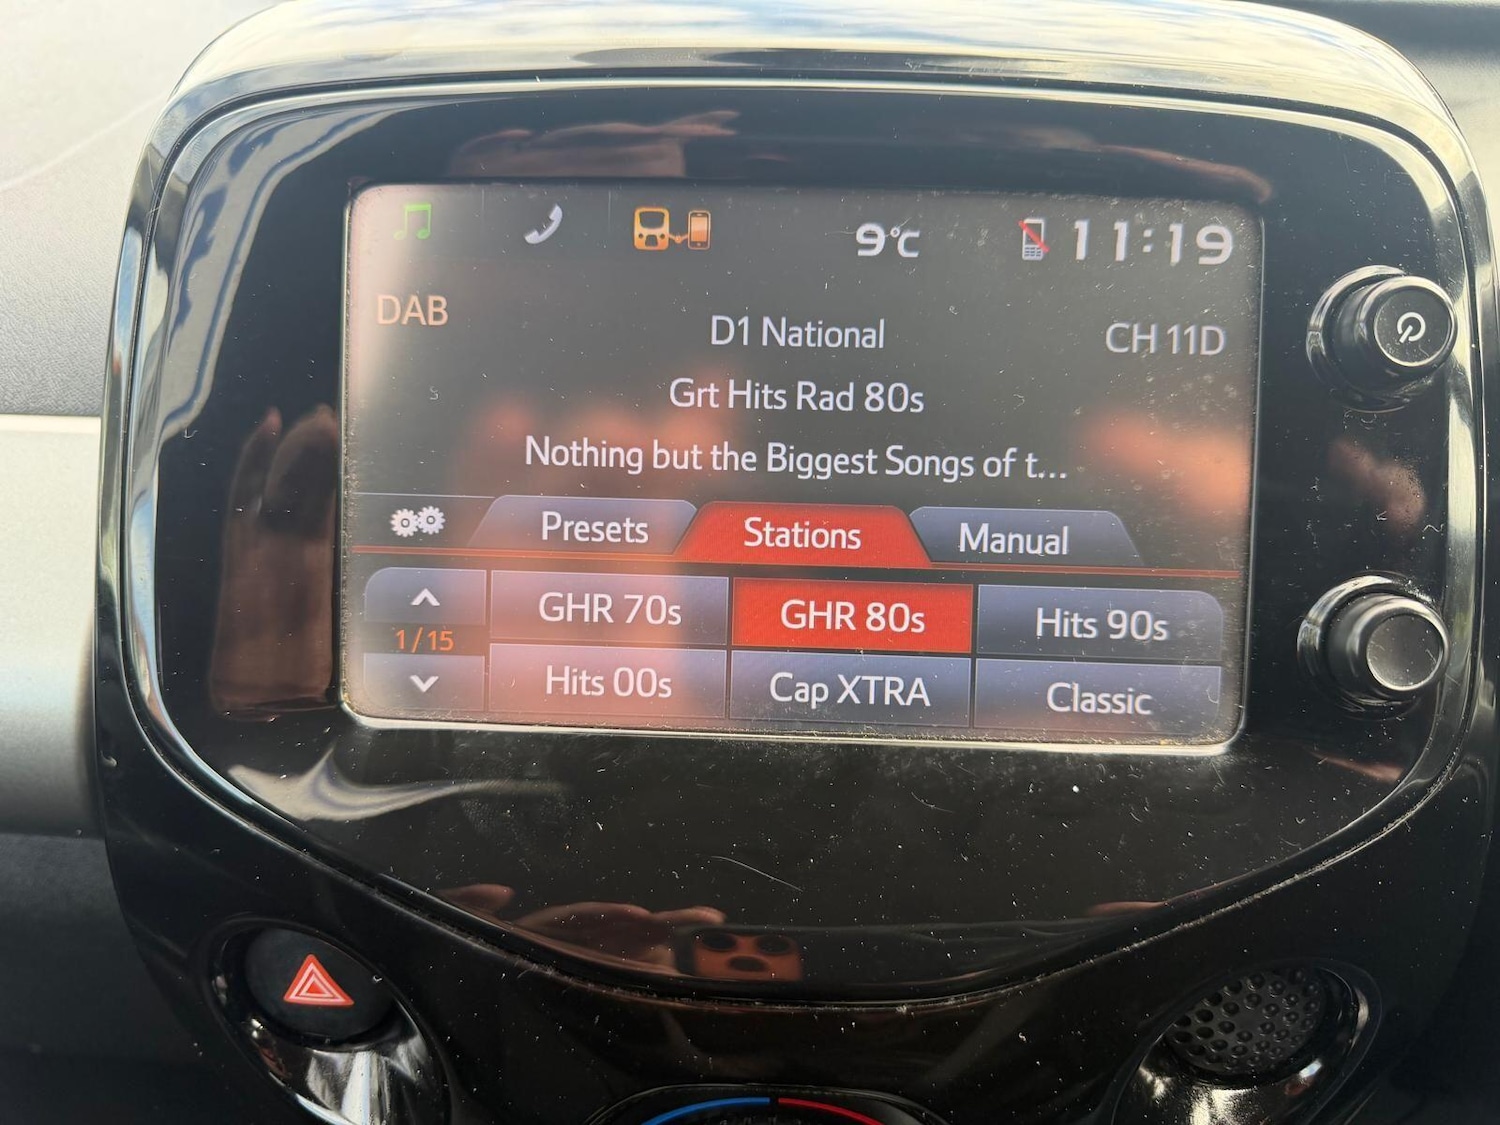 9°C
11:19
DAB
D1 National
CH 11D
Grt Hits Rad 80s
Nothing but the Biggest Songs of t...
Presets
Stations
Manual
1/15
GHR 70s
GHR 80s
Hits 90s
Hits 00s
Cap XTRA
Classic